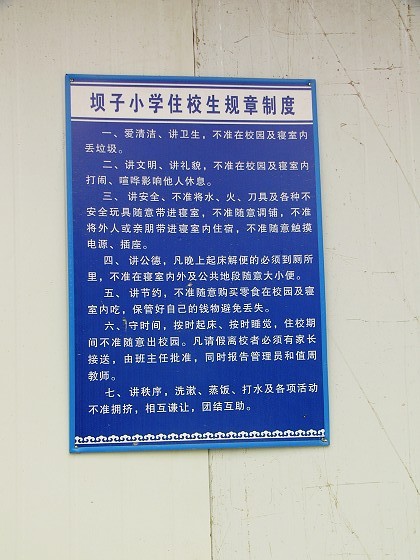 坝子小学住校生规章制度
一、爱清洁、讲卫生，不准在校园及寝室内
丢垃圾。
二、讲文明、讲礼貌，不准在寝室内
打闹、喧哗影响他人休息。
三、讲安全、不准将水、火、刀具及各种不
安全玩具随意带进寝室，不准随意调铺，不准
将外人或亲朋带进寝室内住宿，不准随意触摸
电源、插座。
四、讲公德，凡晚上起床解便的必须到厕所
里，不准在寝室内外及公共地段随意大小便。
五、讲节约，不准随意购买零食在校园及寝
室内吃，保管好自己的钱物避免丢失。
六、守时间，按时起床、按时睡觉，住校期
间不准随意出校园。凡请假离校者必须有家长
接送，由班主任批准，同时报告管理员和值周
教师。
七、讲秩序，洗漱、蒸饭、打水及各项活动
不准拥挤，相互谦让，团结互助。